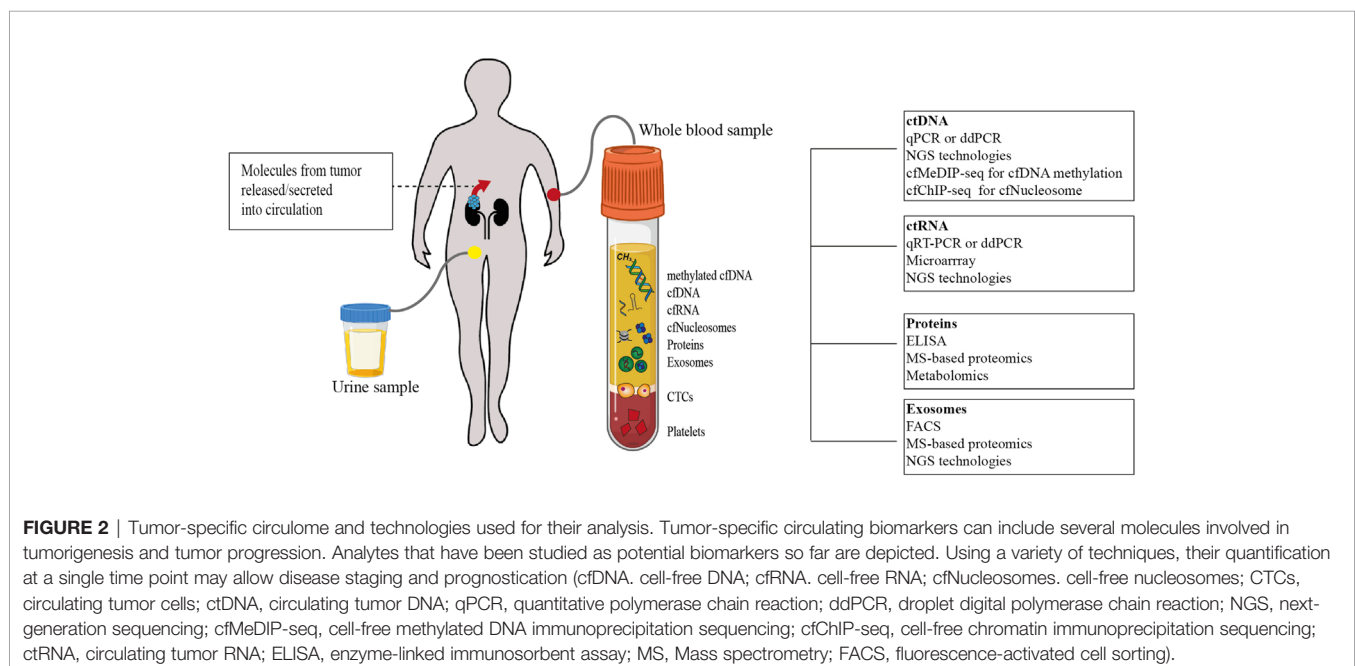 Molecules from tumor
released/secreted
into circulation
Urine sample
Whole blood sample
CH₃
methylated cfDNA
cfDNA
cfRNA
cfNucleosomes
Proteins
Exosomes
CTCs
Platelets
ctDNA
qPCR or ddPCR
NGS technologies
cfMeDIP-seq for cfDNA methylation
cfChIP-seq for cfNucleosome
ctRNA
qRT-PCR or ddPCR
Microarrray
NGS technologies
Proteins
ELISA
MS-based proteomics
Metabolomics
Exosomes
FACS
MS-based proteomics
NGS technologies
FIGURE 2 | Tumor-specific circulome and technologies used for their analysis. Tumor-specific circulating biomarkers can include several molecules involved in
tumorigenesis and tumor progression. Analytes that have been studied as potential biomarkers so far are depicted. Using a variety of techniques, their quantification
at a single time point may allow disease staging and prognostication (cfDNA. cell-free DNA; cfRNA. cell-free RNA; cfNucleosomes. cell-free nucleosomes; CTCs,
circulating tumor cells; ctDNA, circulating tumor DNA; qPCR, quantitative polymerase chain reaction; ddPCR, droplet digital polymerase chain reaction; NGS, next-
generation sequencing; cfMeDIP-seq, cell-free methylated DNA immunoprecipitation sequencing; cfChIP-seq, cell-free chromatin immunoprecipitation sequencing;
ctRNA, circulating tumor RNA; ELISA, enzyme-linked immunosorbent assay; MS, Mass spectrometry; FACS, fluorescence-activated cell sorting).